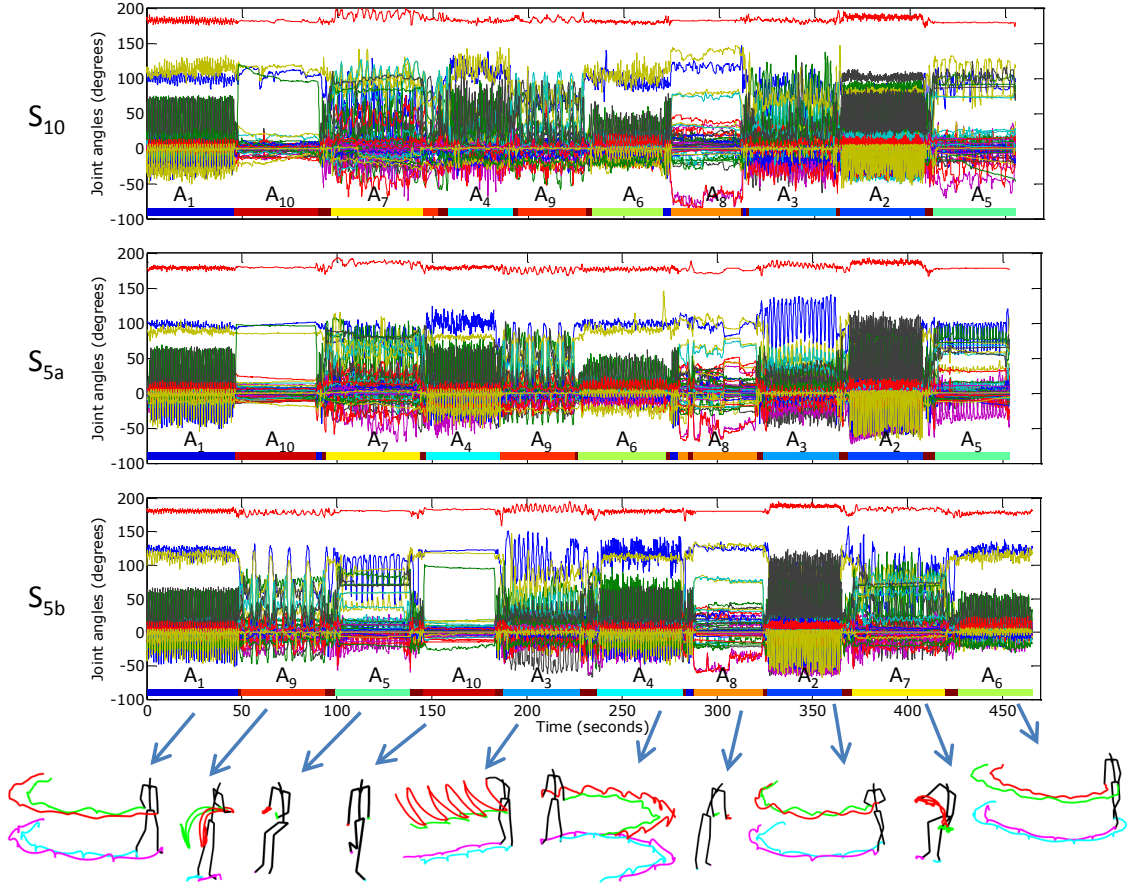 200
150
100
50
0
-50
-100
Joint angles (degrees)
S10
A1 A10 A7 A4 A9 A6 A8 A3 A2 A5
200
150
100
50
0
-50
-100
Joint angles (degrees)
S5a
A1 A10 A7 A4 A9 A6 A8 A3 A2 A5
200
150
100
50
0
-50
-100
Joint angles (degrees)
S5b
A1 A9 A5 A10 A3 A4 A8 A2 A7 A6
0 50 100 150 200 250 300 350 400 450
Time (seconds)